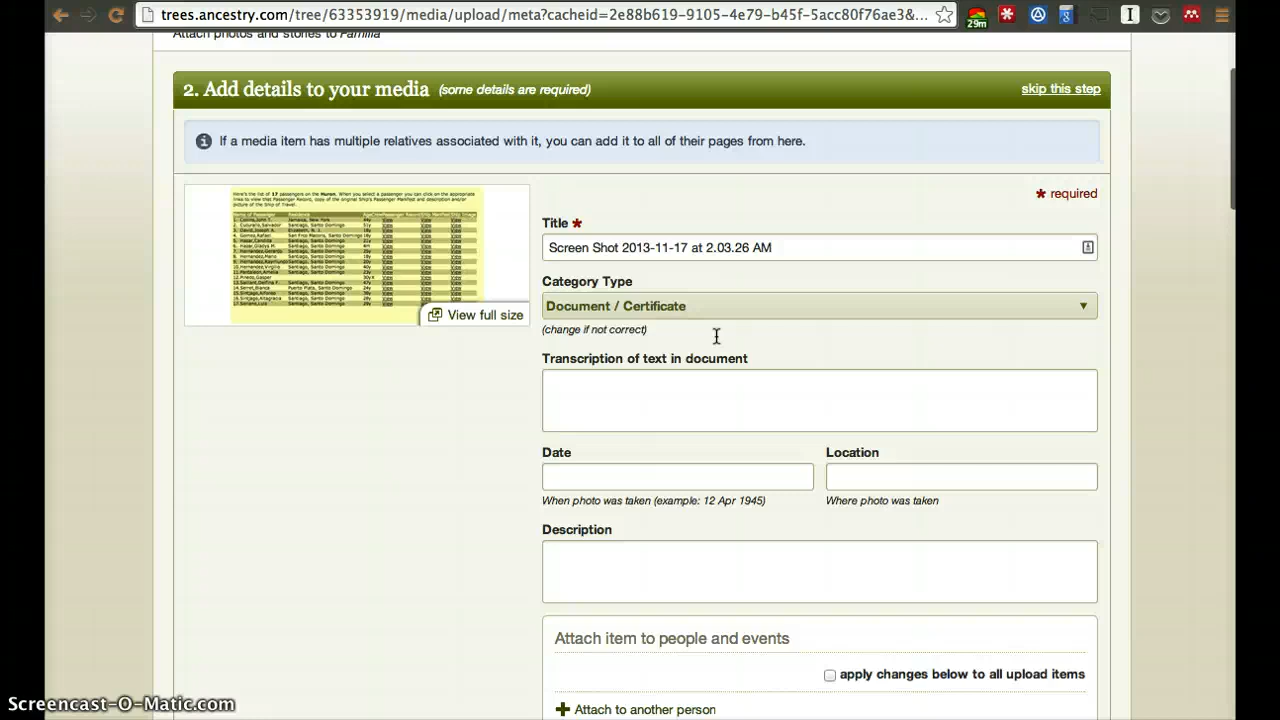 trees.ancestry.com/tree/63353919/media/upload/meta?cacheid=2e88b619-9105-4e79-b45f-5acc80f76ae3&...
29m
Attach photos and stories to Familia
2. Add details to your media (some details are required)
skip this step
If a media item has multiple relatives associated with it, you can add it to all of their pages from here.
* required
Title *
Screen Shot 2013-11-17 at 2.03.26 AM
View full size
Category Type
Document / Certificate
(change if not correct)
Transcription of text in document
Date
Location
When photo was taken (example: 12 Apr 1945)
Where photo was taken
Description
Attach item to people and events
apply changes below to all upload items
Attach to another person
Screencast-O-Matic.com